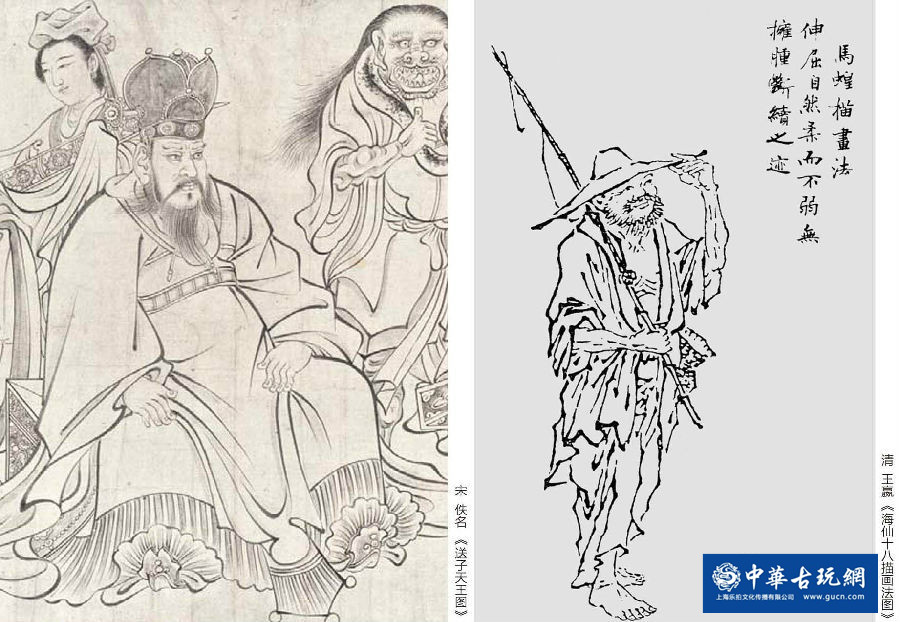 馬蝗描畫法
伸屈自然柔而不弱無
擁腫斷續之迹
宋 佚名 《送子天王图》
清 王嬴 《海仙十八描画法图》
中華古玩網
上海乐拍文化传播有限公司 www.gucn.com